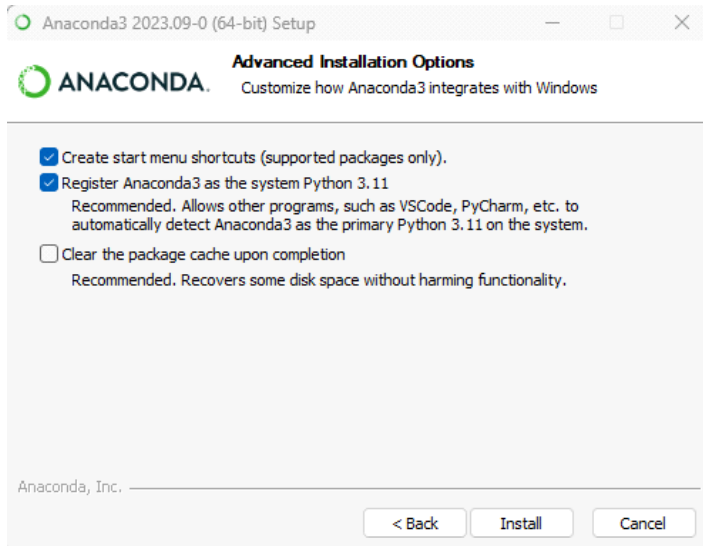 Anaconda3 2023.09-0 (64-bit) Setup
ANACONDA.
Advanced Installation Options
Customize how Anaconda3 integrates with Windows
Create start menu shortcuts (supported packages only).
Register Anaconda3 as the system Python 3.11
Recommended. Allows other programs, such as VSCode, PyCharm, etc. to
automatically detect Anaconda3 as the primary Python 3.11 on the system.
Clear the package cache upon completion
Recommended. Recovers some disk space without harming functionality.
Anaconda, Inc.
< Back
Install
Cancel